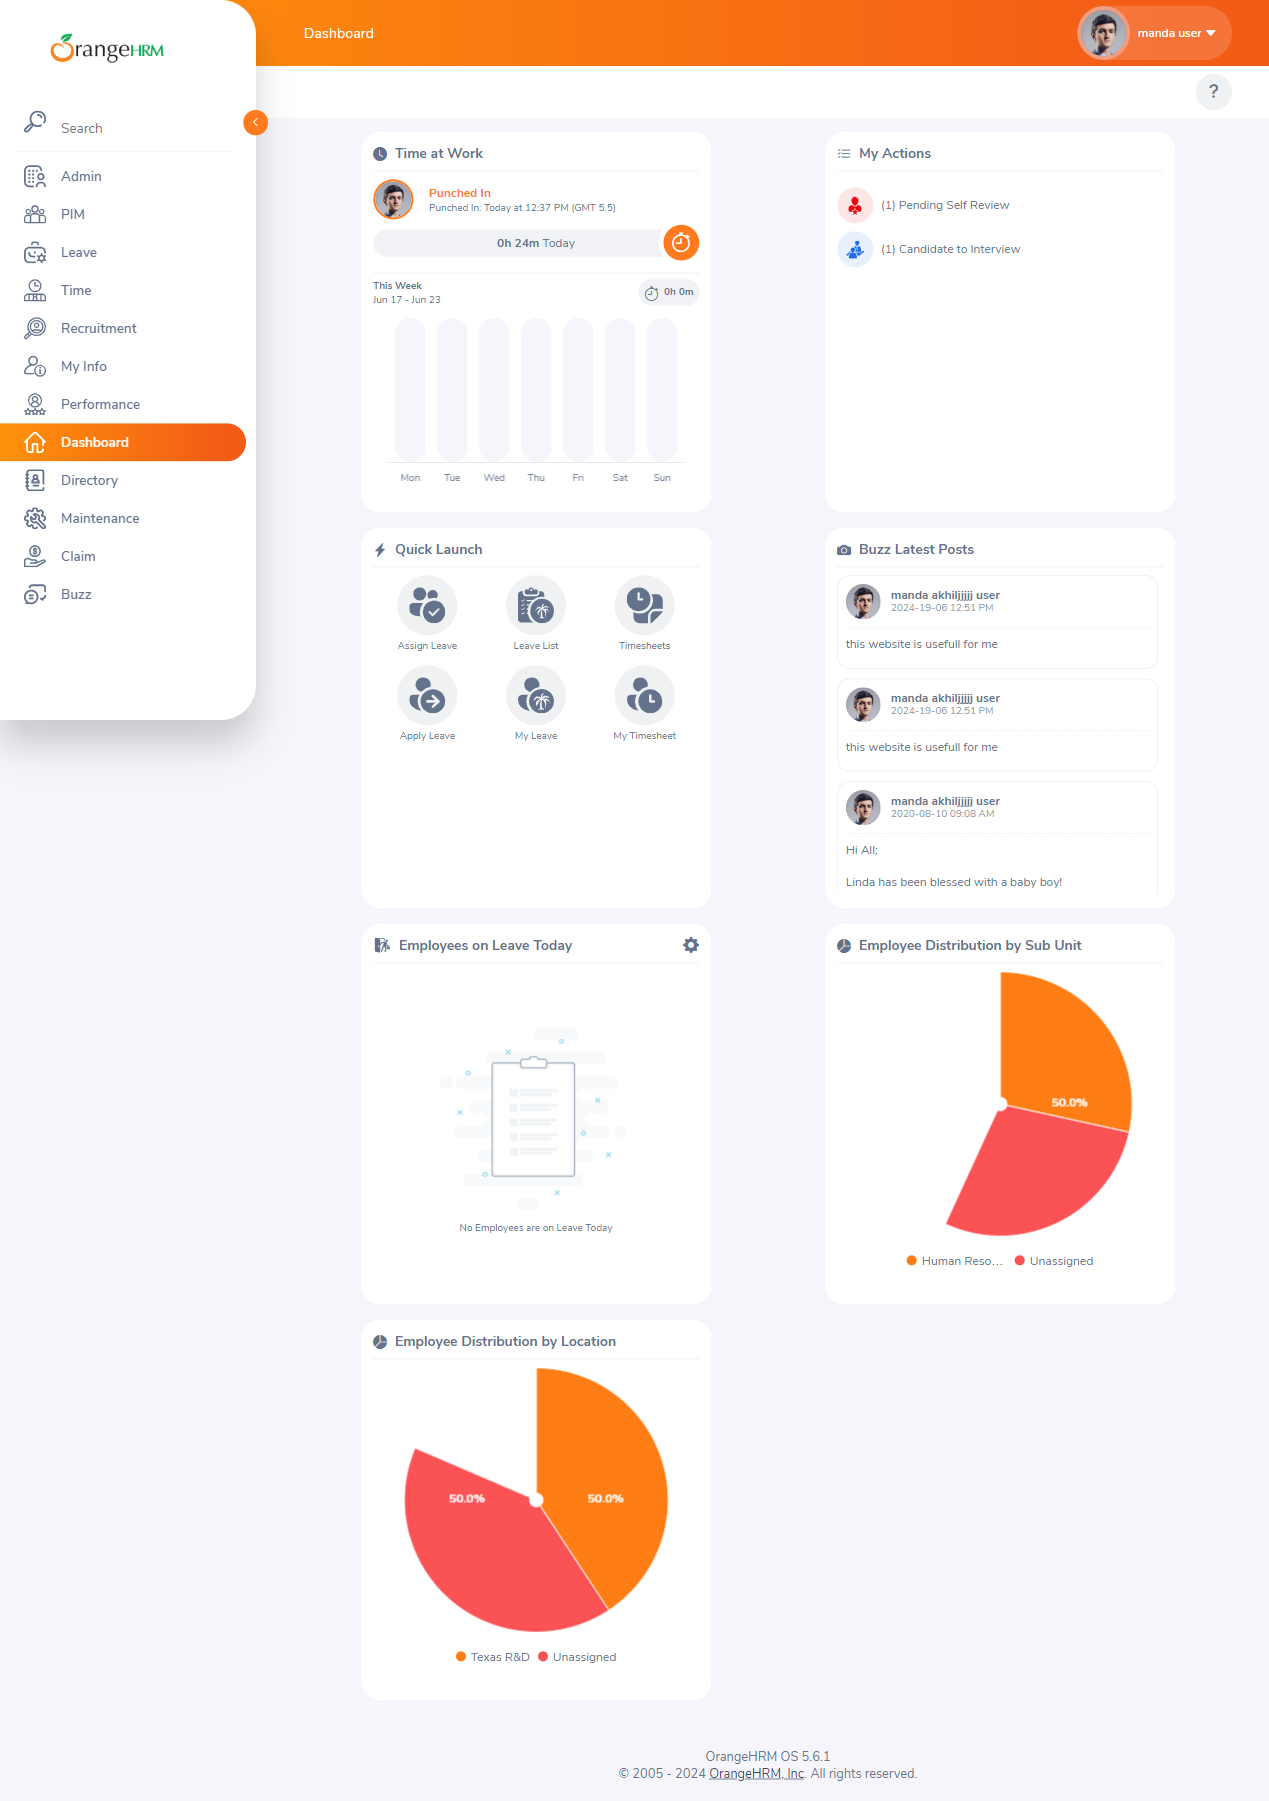 OrangeHRM
Search
Admin
PIM
Leave
Time
Recruitment
My Info
Performance
Dashboard
Directory
Maintenance
Claim
Buzz
Dashboard
manda user
?
Time at Work
Punched In
Punched In: Today at 12:37 PM (GMT 5.5)
0h 24m Today
This Week
Jun 17 - Jun 23
0h 0m
Mon Tue Wed Thu Fri Sat Sun
My Actions
(1) Pending Self Review
(1) Candidate to Interview
Quick Launch
Assign Leave
Leave List
Timesheets
Apply Leave
My Leave
My Timesheet
Buzz Latest Posts
manda akhiljjjjj user
2024-19-06 12:51 PM
this website is usefull for me
manda akhiljjjjj user
2024-19-06 12:51 PM
this website is usefull for me
manda akhiljjjjj user
2020-08-10 09:08 AM
Hi All;
Linda has been blessed with a baby boy!
Employees on Leave Today
No Employees are on Leave Today
Employee Distribution by Sub Unit
50.0%
Human Reso...
Unassigned
Employee Distribution by Location
50.0%
50.0%
Texas R&D
Unassigned
OrangeHRM OS 5.6.1
© 2005 - 2024 OrangeHRM, Inc. All rights reserved.